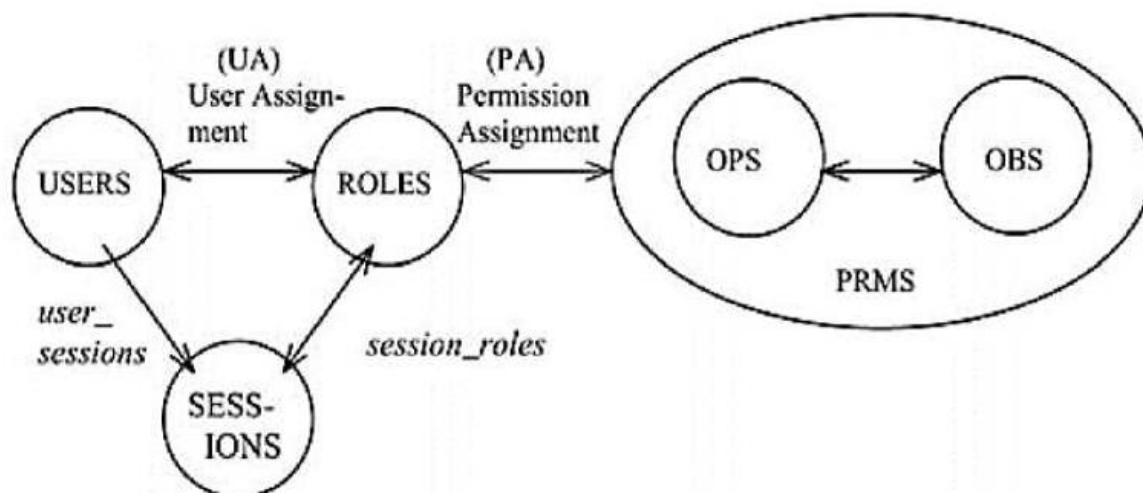 (UA)
User Assign-
ment
(PA)
Permission
Assignment
USERS
ROLES
OPS
OBS
PRMS
user_
sessions
session_roles
SESS-
IONS